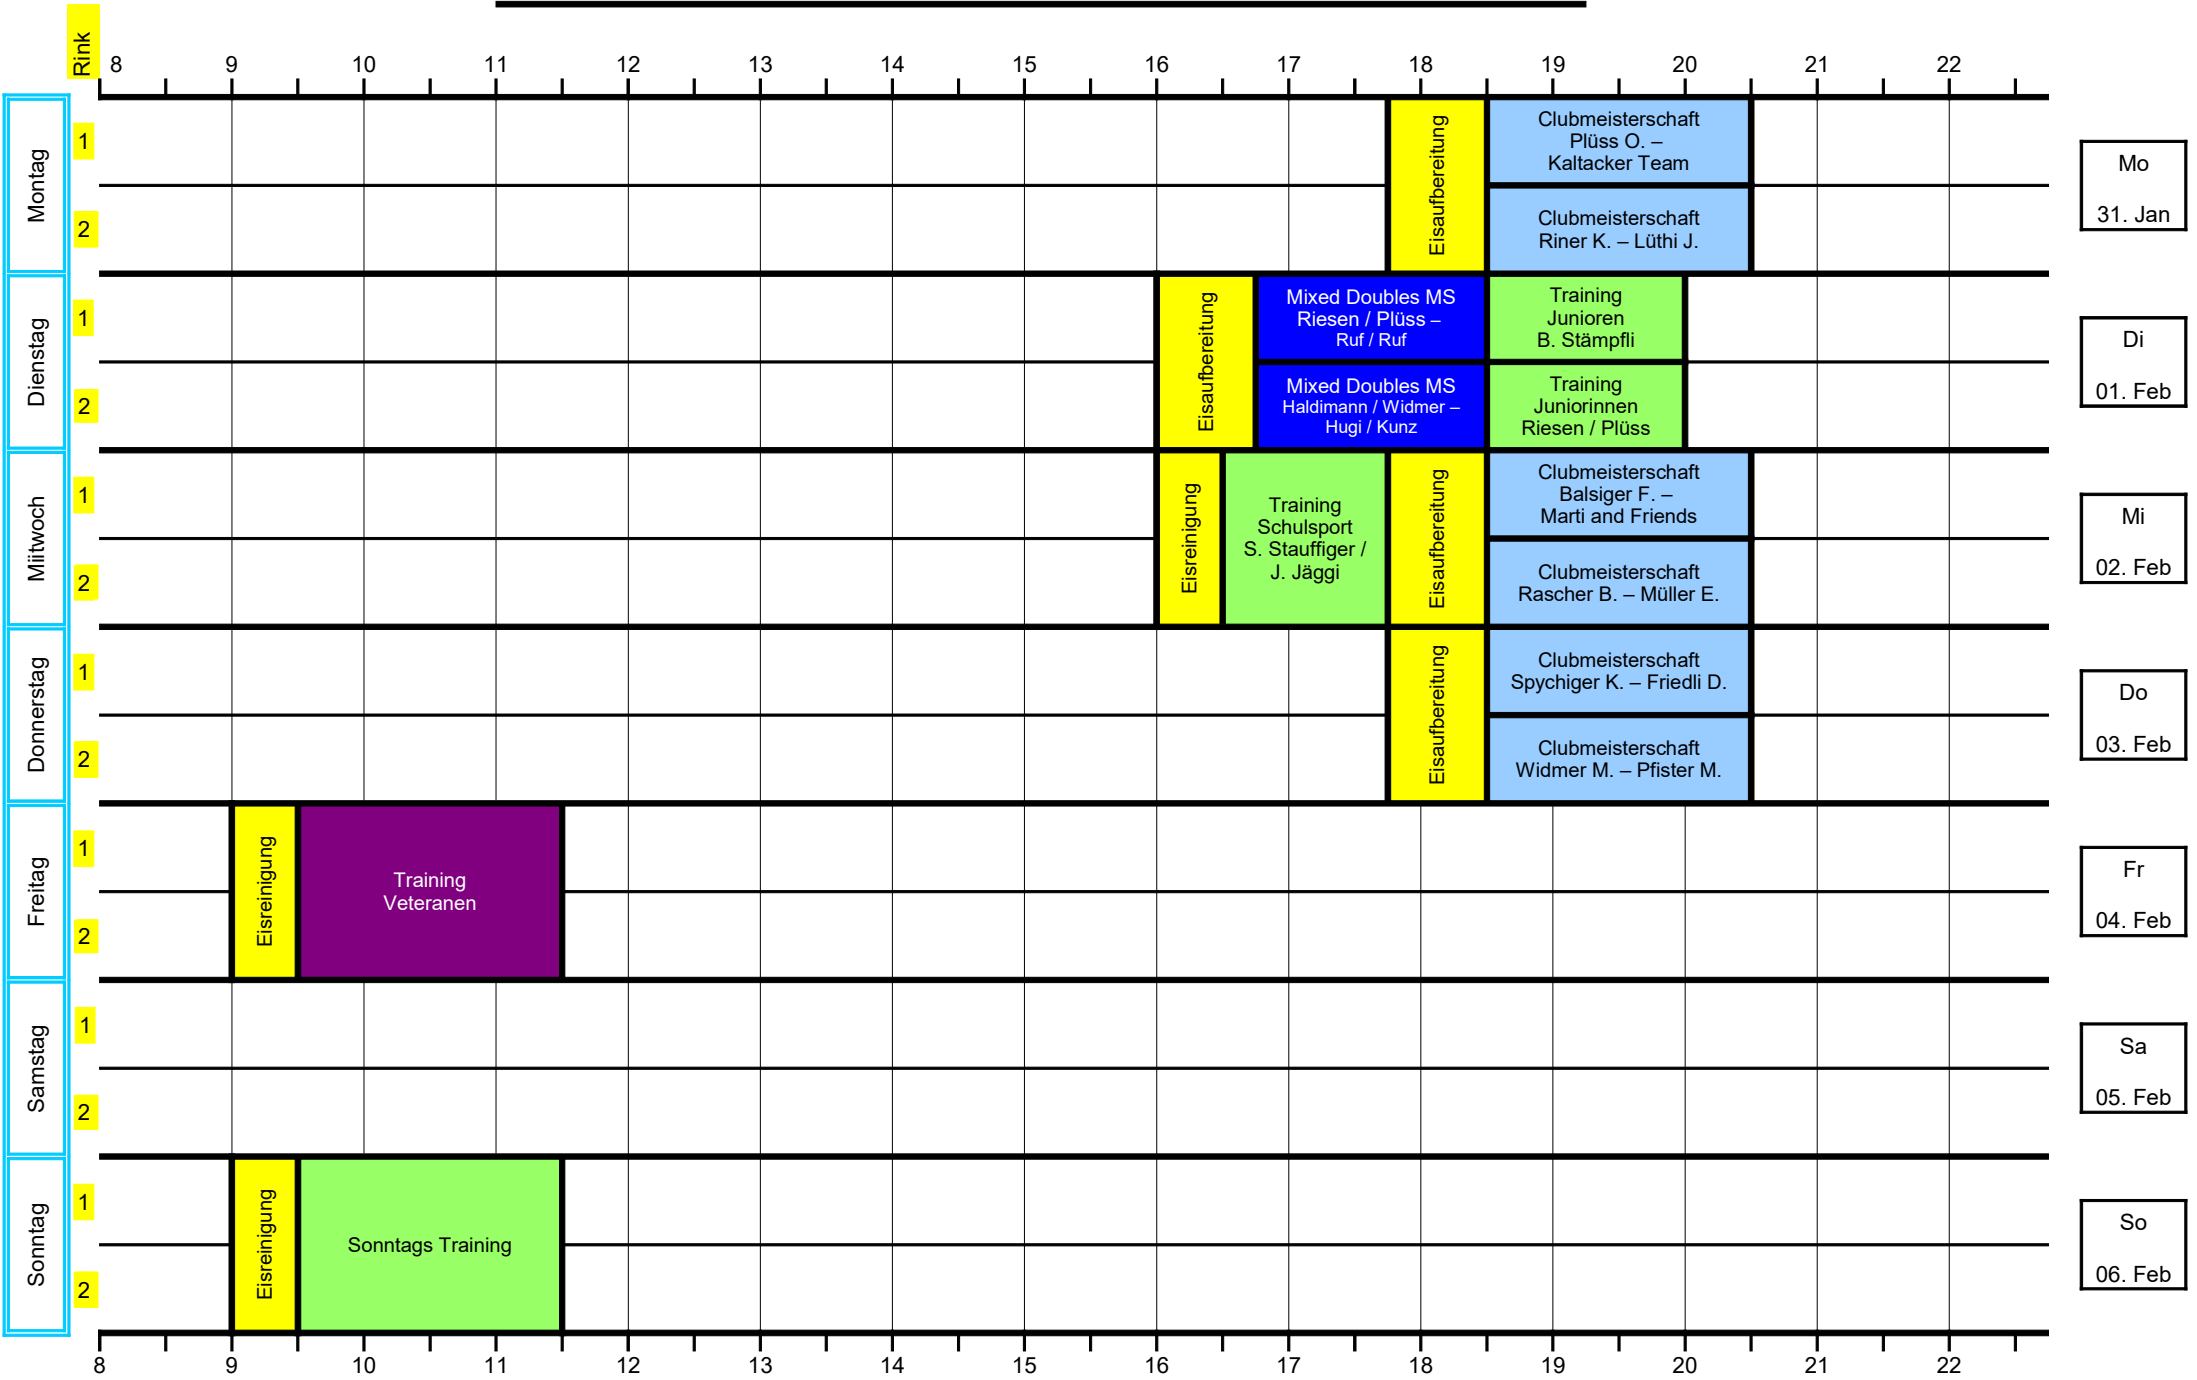 Rink
8 9 10 11 12 13 14 15 16 17 18 19 20 21 22
Montag
1
2
Eisaufbereitung
Clubmeisterschaft
Plüss O. –
Kaltacker Team
Clubmeisterschaft
Riner K. – Lüthi J.
Mo
31. Jan
Dienstag
1
2
Eisaufbereitung
Mixed Doubles MS
Riesen / Plüss –
Ruf / Ruf
Mixed Doubles MS
Haldimann / Widmer –
Hugi / Kunz
Training
Junioren
B. Stämpfli
Training
Juniorinnen
Riesen / Plüss
Di
01. Feb
Miitwoch
1
2
Eisreinigung
Training
Schulsport
S. Stauffiger /
J. Jäggi
Eisaufbereitung
Clubmeisterschaft
Balsiger F. –
Marti and Friends
Clubmeisterschaft
Rascher B. – Müller E.
Mi
02. Feb
Donnerstag
1
2
Eisaufbereitung
Clubmeisterschaft
Spychiger K. – Friedli D.
Clubmeisterschaft
Widmer M. – Pfister M.
Do
03. Feb
Freitag
1
2
Eisreinigung
Training
Veteranen
Fr
04. Feb
Samstag
1
2
Sa
05. Feb
Sonntag
1
2
Eisreinigung
Sonntags Training
So
06. Feb
8 9 10 11 12 13 14 15 16 17 18 19 20 21 22